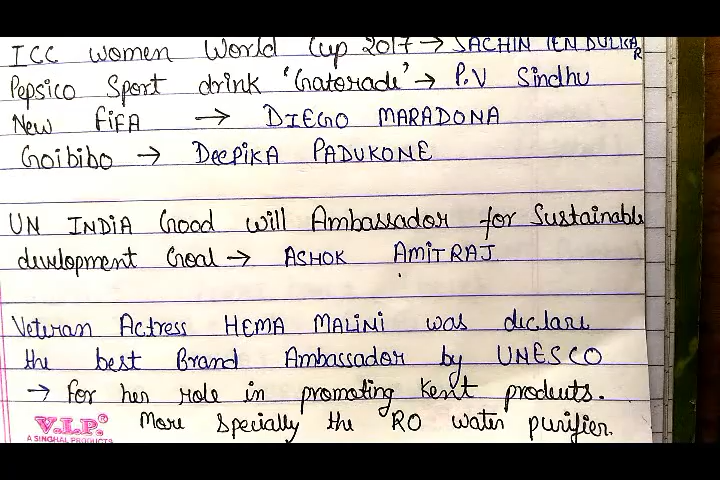 ICC women World Cup 2017 → SACHIN TENDULKAR
Pepsico Sport drink 'Gatorade' → P.V Sindhu
New FiFA → DIEGO MARADONA
Goibibo → DeePIKA PADUKONE
UN INDiA Good will Ambassador for Sustainable
development Goal → ASHOK AMiTRAJ
Veteran Actress HEMA MALiNi was declare
the best Brand Ambassador by UNESCO
→ for her role in promoting Kent products.
More specially the RO water purifier.
V.I.P.®
A SINGHAL PRODUCTS